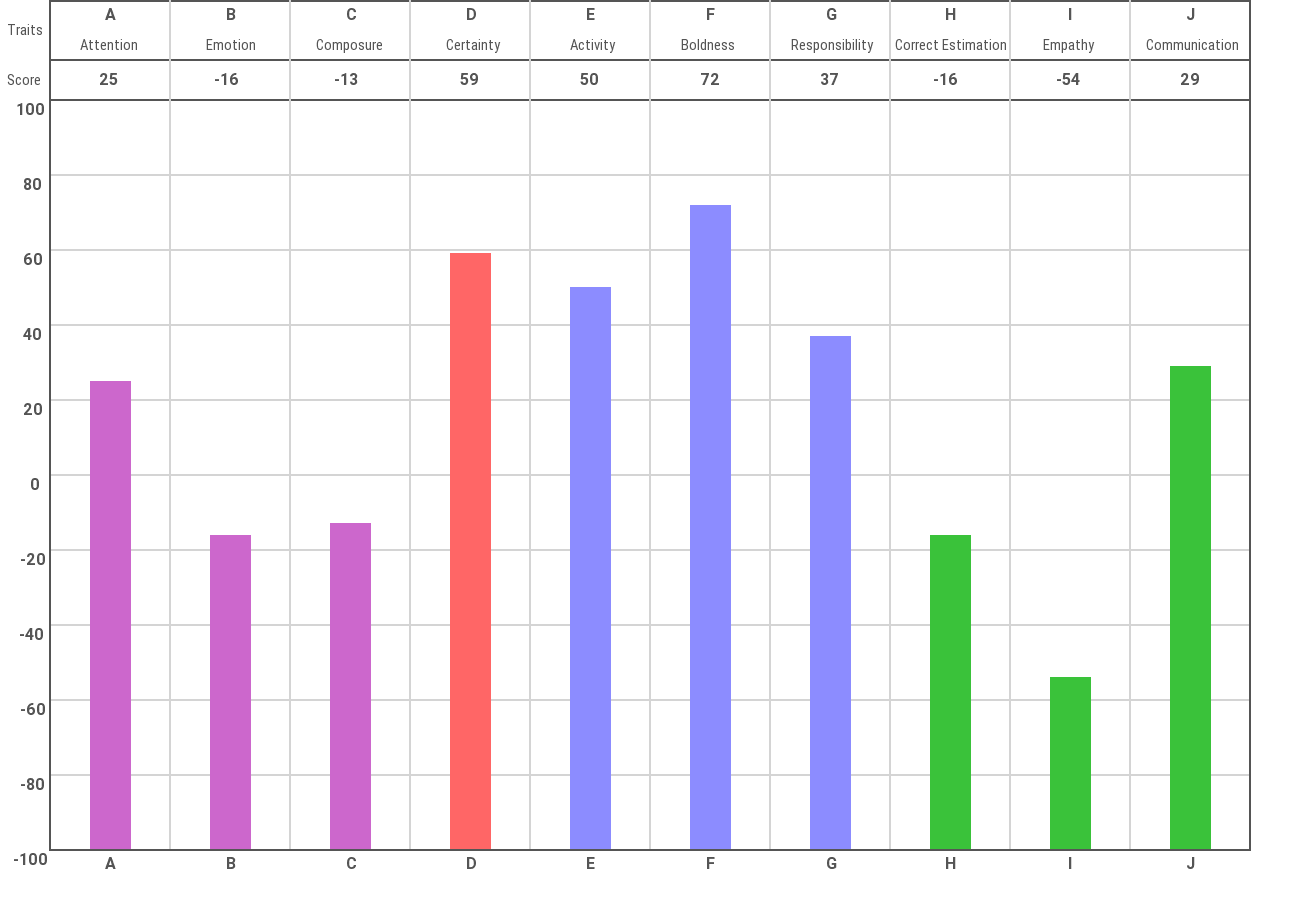 Traits
A B C D E F G H I J
Attention Emotion Composure Certainty Activity Boldness Responsibility Correct Estimation Empathy Communication
Score 25 -16 -13 59 50 72 37 -16 -54 29
100
80
60
40
20
0
-20
-40
-60
-80
-100
A B C D E F G H I J